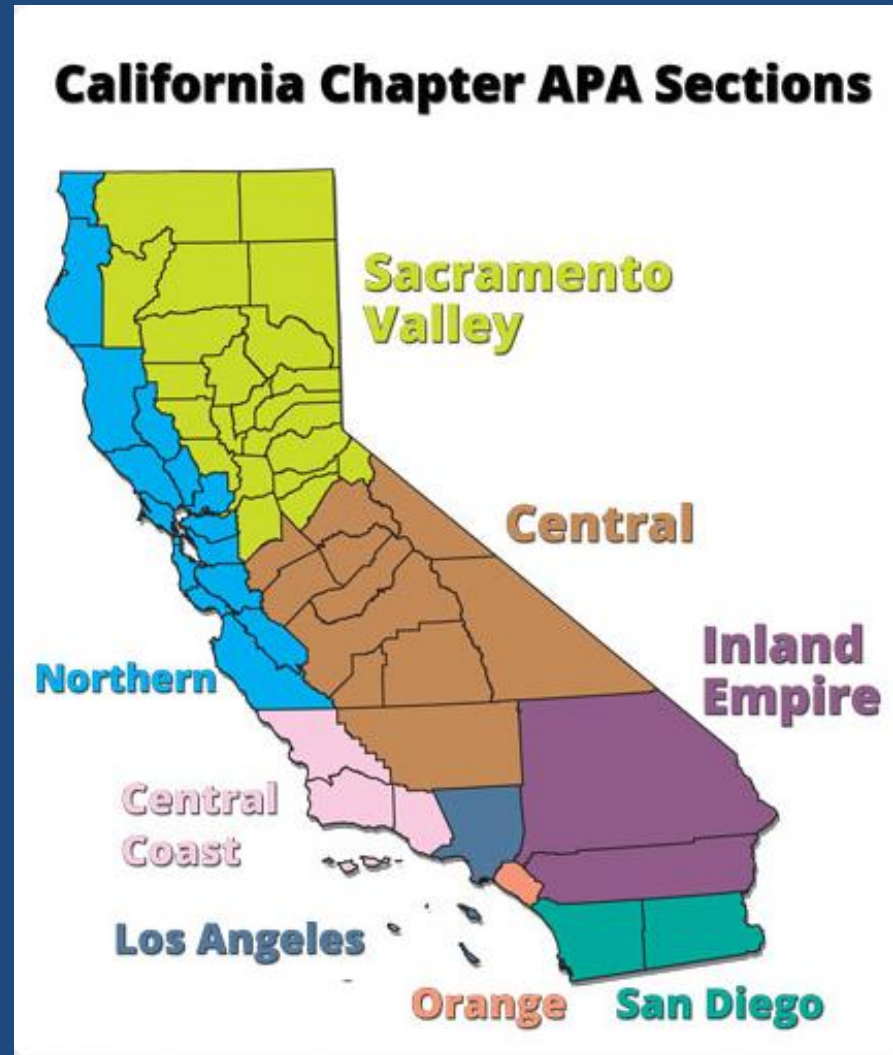 California Chapter APA Sections
Sacramento
Valley
Central
Inland
Empire
Northern
Central
Coast
Los Angeles
Orange
San Diego